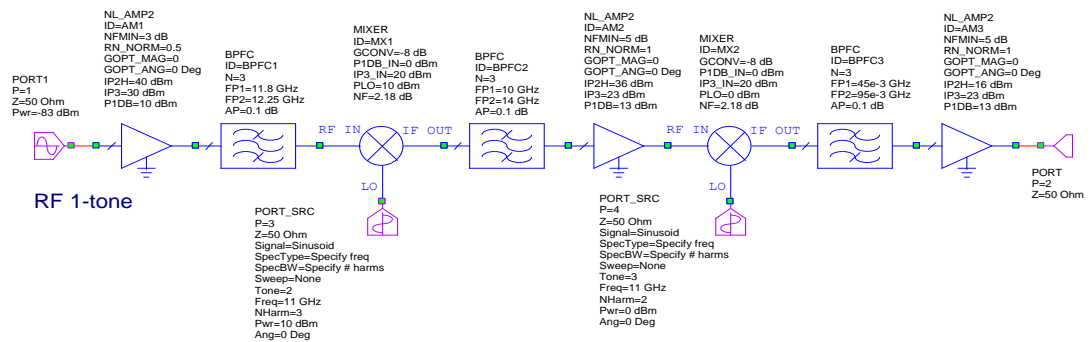 PORT1
P=1
Z=50 Ohm
Pwr=-83 dBm
NL_AMP2
ID=AM1
NFMIN=3 dB
RN_NORM=0.5
GOPT_MAG=0
GOPT_ANG=0 Deg
IP2H=40 dBm
IP3=30 dBm
P1DB=10 dBm
BPFC
ID=BPFC1
N=3
FP1=11.8 GHz
FP2=12.25 GHz
AP=0.1 dB
MIXER
ID=MX1
GCONV=-8 dB
P1DB_IN=0 dBm
IP3_IN=20 dBm
PLO=10 dBm
NF=2.18 dB
BPFC
ID=BPFC2
N=3
FP1=10 GHz
FP2=14 GHz
AP=0.1 dB
NL_AMP2
ID=AM2
NFMIN=5 dB
RN_NORM=1
GOPT_MAG=0
GOPT_ANG=0 Deg
IP2H=36 dBm
IP3=23 dBm
P1DB=13 dBm
MIXER
ID=MX2
GCONV=-8 dB
P1DB_IN=0 dBm
IP3_IN=20 dBm
PLO=0 dBm
NF=2.18 dB
BPFC
ID=BPFC3
N=3
FP1=45e-3 GHz
FP2=95e-3 GHz
AP=0.1 dB
NL_AMP2
ID=AM3
NFMIN=5 dB
RN_NORM=1
GOPT_MAG=0
GOPT_ANG=0 Deg
IP2H=16 dBm
IP3=23 dBm
P1DB=13 dBm
RF IN
IF OUT
LO
RF IN
IF OUT
LO
PORT
P=2
Z=50 Ohm
RF 1-tone
PORT_SRC
P=3
Z=50 Ohm
Signal=Sinusoid
SpecType=Specify freq
SpecBW=Specify # harms
Sweep=None
Tone=2
Freq=11 GHz
NHarm=3
Pwr=10 dBm
Ang=0 Deg
PORT_SRC
P=4
Z=50 Ohm
Signal=Sinusoid
SpecType=Specify freq
SpecBW=Specify # harms
Sweep=None
Tone=3
Freq=11 GHz
NHarm=2
Pwr=0 dBm
Ang=0 Deg